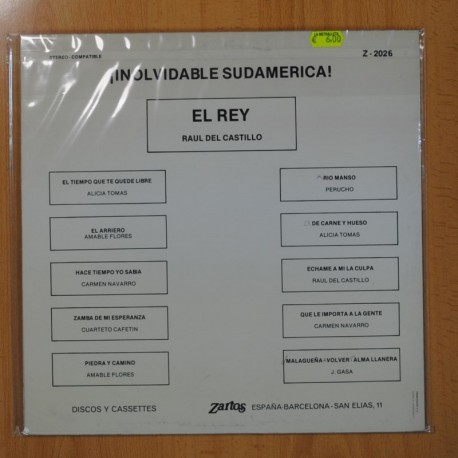 STEREO - COMPATIBLE
€ 6,00
Z - 2026
¡INOLVIDABLE SUDAMERICA!
EL REY
RAUL DEL CASTILLO
EL TIEMPO QUE TE QUEDE LIBRE
ALICIA TOMAS
EL ARRIERO
AMABLE FLORES
HACE TIEMPO YO SABIA
CARMEN NAVARRO
ZAMBA DE MI ESPERANZA
CUARTETO CAFETIN
PIEDRA Y CAMINO
AMABLE FLORES
RIO MANSO
PERUCHO
DE CARNE Y HUESO
ALICIA TOMAS
ECHAME A MI LA CULPA
RAUL DEL CASTILLO
QUE LE IMPORTA A LA GENTE
CARMEN NAVARRO
MALAGUEÑA - VOLVER - ALMA LLANERA
J. GASA
DISCOS Y CASSETTES
Zartos
ESPAÑA-BARCELONA - SAN ELIAS, 11